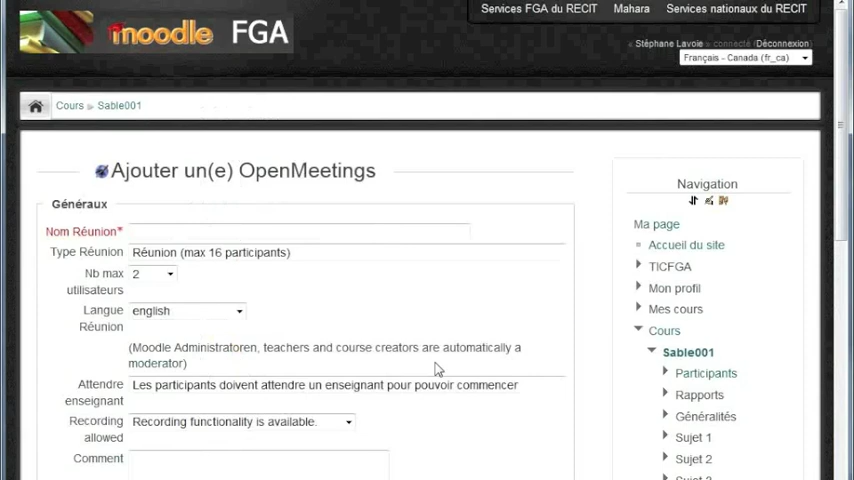 Services FGA du RECIT Mahara Services nationaux du RECIT
moodle FGA
« Stéphane Lavoie » connecté (Déconnexion)
Français - Canada (fr_ca)
Cours Sable001
Ajouter un(e) OpenMeetings
Généraux
Nom Réunion*
Type Réunion Réunion (max 16 participants)
Nb max utilisateurs 2
Langue Réunion english
(Moodle Administratoren, teachers and course creators are automatically a
moderator)
Attendre enseignant Les participants doivent attendre un enseignant pour pouvoir commencer
Recording allowed Recording functionality is available.
Comment
Navigation
Ma page
Accueil du site
TICFGA
Mon profil
Mes cours
Cours
Sable001
Participants
Rapports
Généralités
Sujet 1
Sujet 2